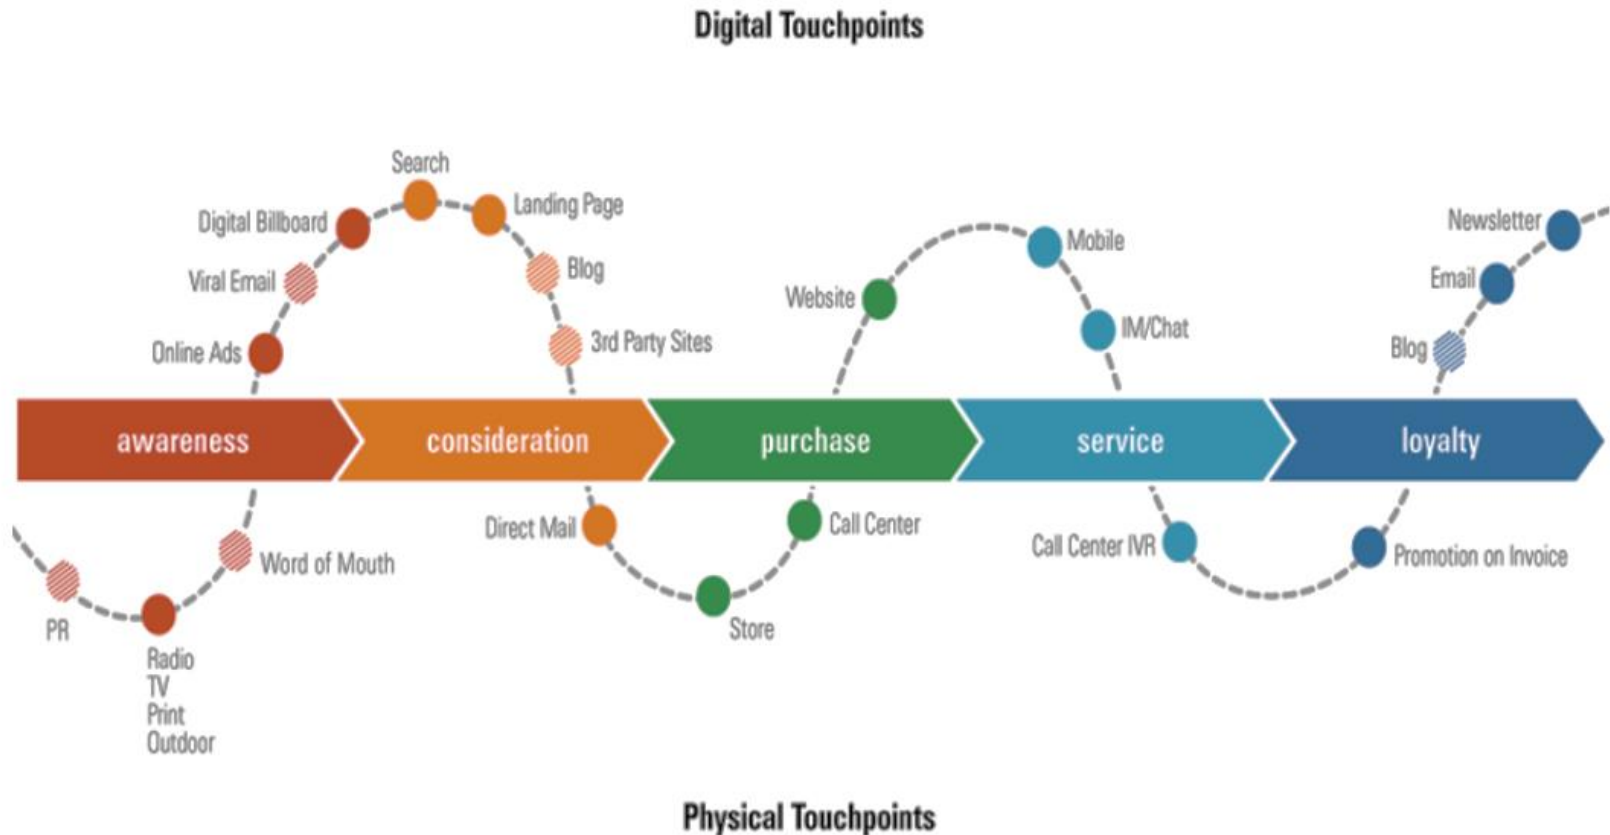 Digital Touchpoints
Search
Landing Page
Digital Billboard
Newsletter
Mobile
Blog
Viral Email
Email
Website
IM/Chat
3rd Party Sites
Online Ads
Blog
awareness
consideration
purchase
service
loyalty
Direct Mail
Call Center
Call Center IVR
Promotion on Invoice
Word of Mouth
PR
Store
Radio
TV
Print
Outdoor
Physical Touchpoints